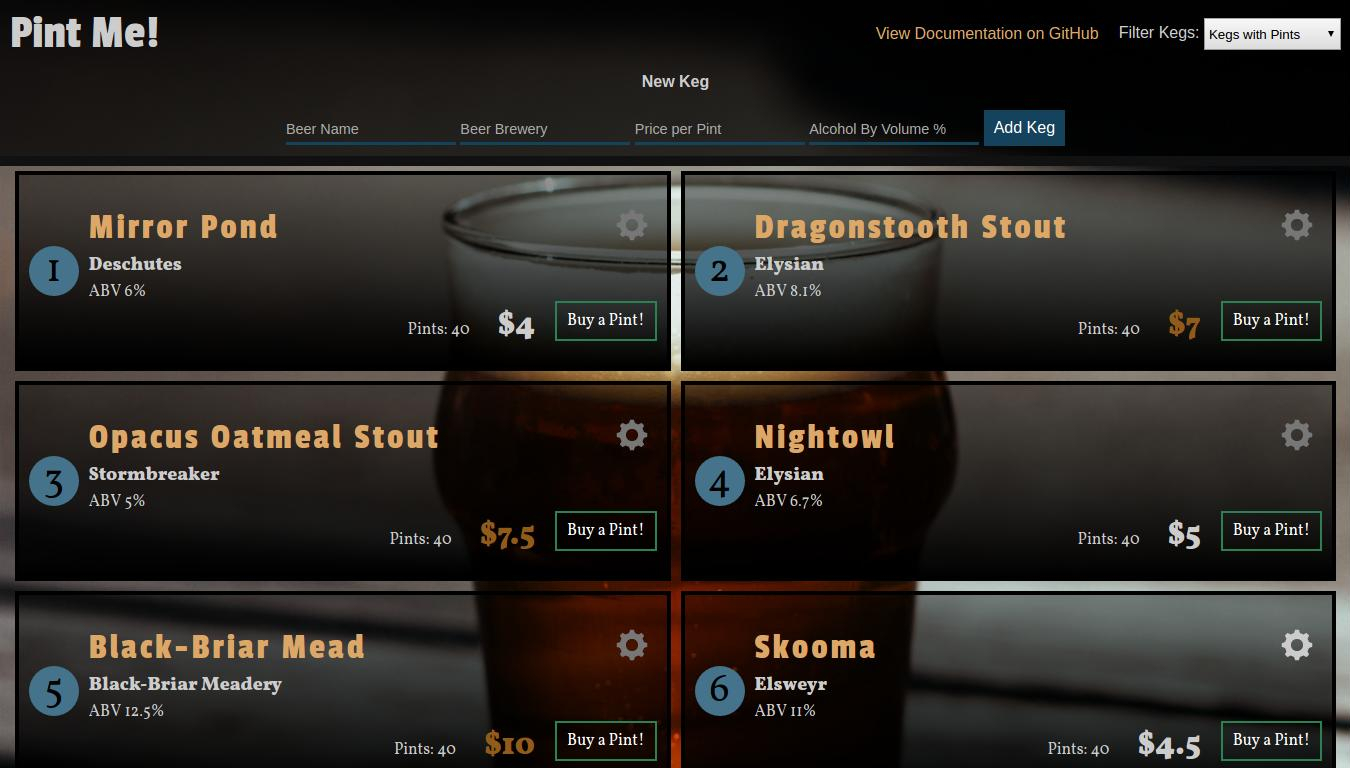 Pint Me!
View Documentation on GitHub
Filter Kegs: Kegs with Pints
New Keg
Beer Name
Beer Brewery
Price per Pint
Alcohol By Volume %
Add Keg
1
Mirror Pond
Deschutes
ABV 6%
Pints: 40
$4
Buy a Pint!
2
Dragonstooth Stout
Elysian
ABV 8.1%
Pints: 40
$7
Buy a Pint!
3
Opacus Oatmeal Stout
Stormbreaker
ABV 5%
Pints: 40
$7.5
Buy a Pint!
4
Nightowl
Elysian
ABV 6.7%
Pints: 40
$5
Buy a Pint!
5
Black-Briar Mead
Black-Briar Meadery
ABV 12.5%
Pints: 40
$10
Buy a Pint!
6
Skooma
Elsweyr
ABV 11%
Pints: 40
$4.5
Buy a Pint!